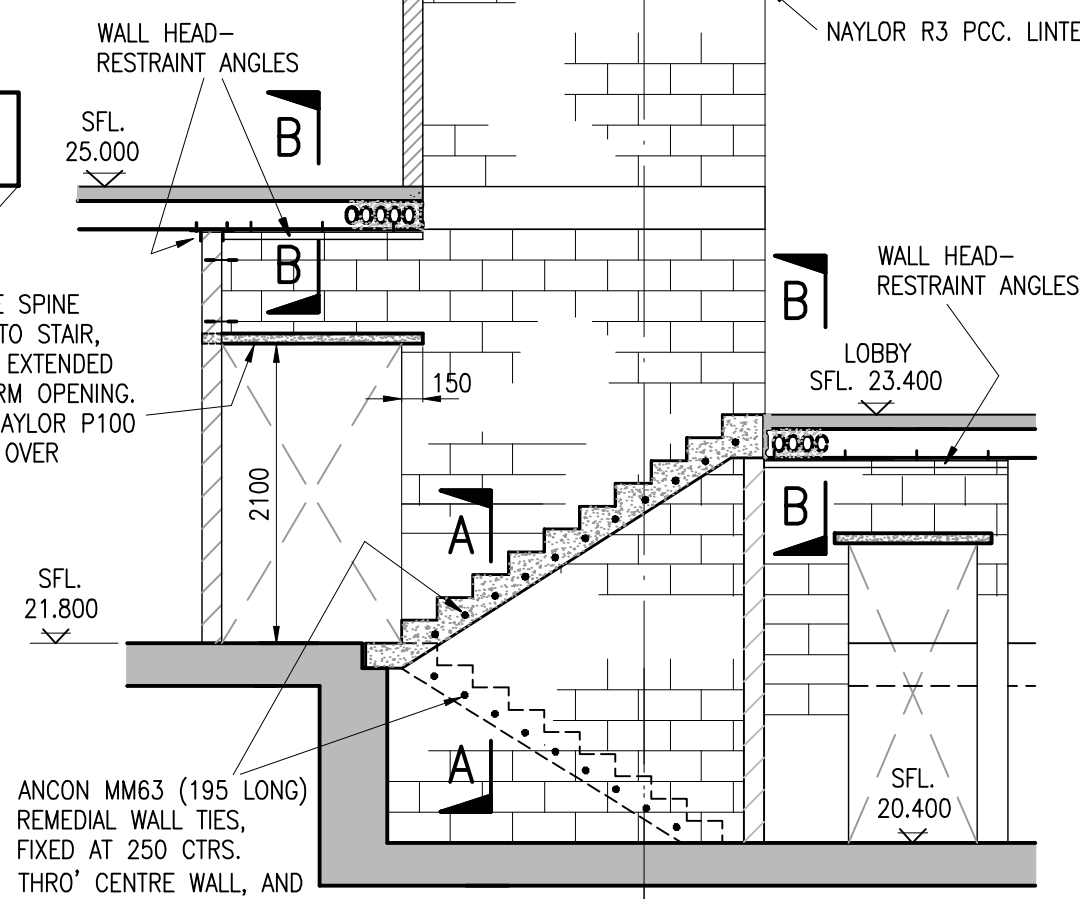 WALL HEAD-
RESTRAINT ANGLES
NAYLOR R3 PCC. LINTE
B
SFL.
25.000
B
WALL HEAD-
RESTRAINT ANGLES
B
E SPINE
TO STAIR,
EXTENDED
RM OPENING.
AYLOR P100
OVER
LOBBY
SFL. 23.400
150
2100
A
B
SFL.
21.800
A
ANCON MM63 (195 LONG)
REMEDIAL WALL TIES,
FIXED AT 250 CTRS.
THRO' CENTRE WALL, AND
SFL.
20.400